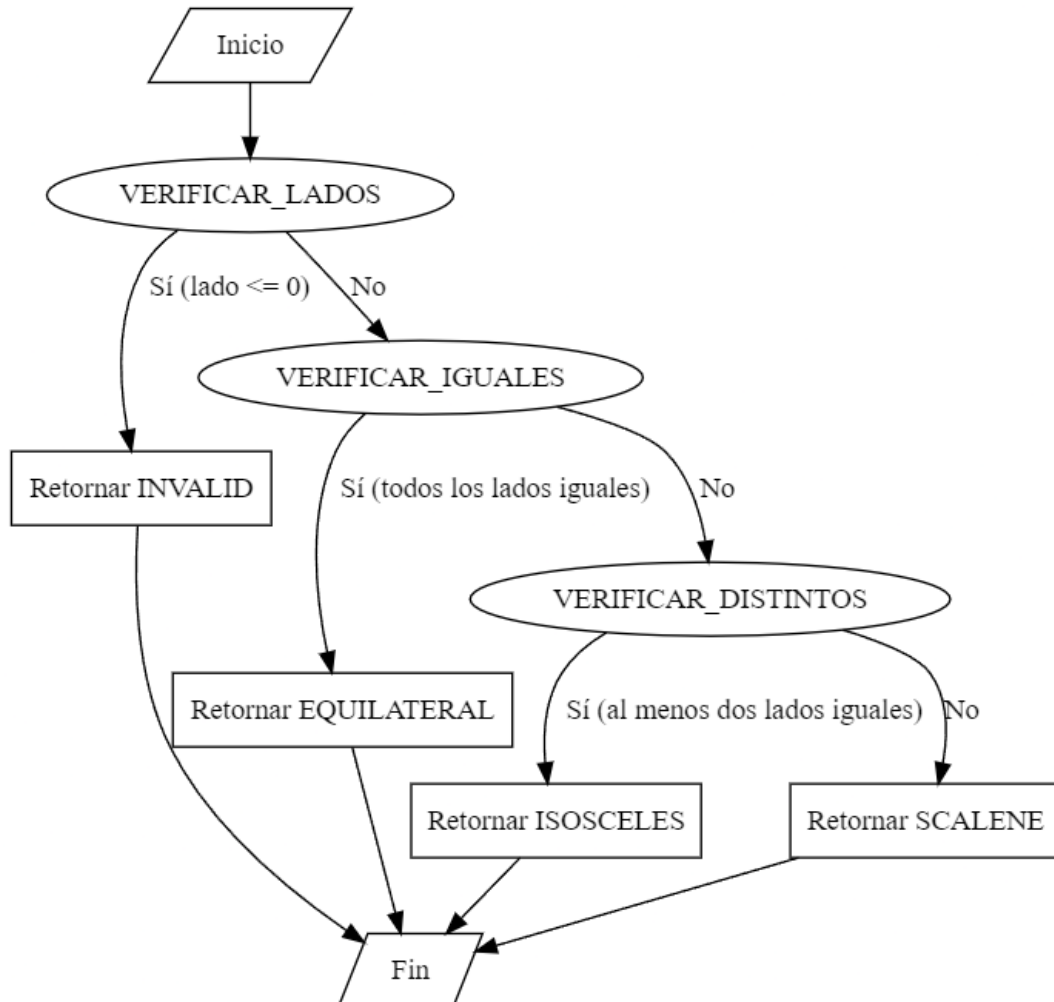 Inicio
VERIFICAR_LADOS
Sí (lado <= 0)
No
VERIFICAR_IGUALES
Retornar INVALID
Sí (todos los lados iguales)
No
VERIFICAR_DISTINTOS
Retornar EQUILATERAL
Sí (al menos dos lados iguales)
No
Retornar ISOSCELES
Retornar SCALENE
Fin